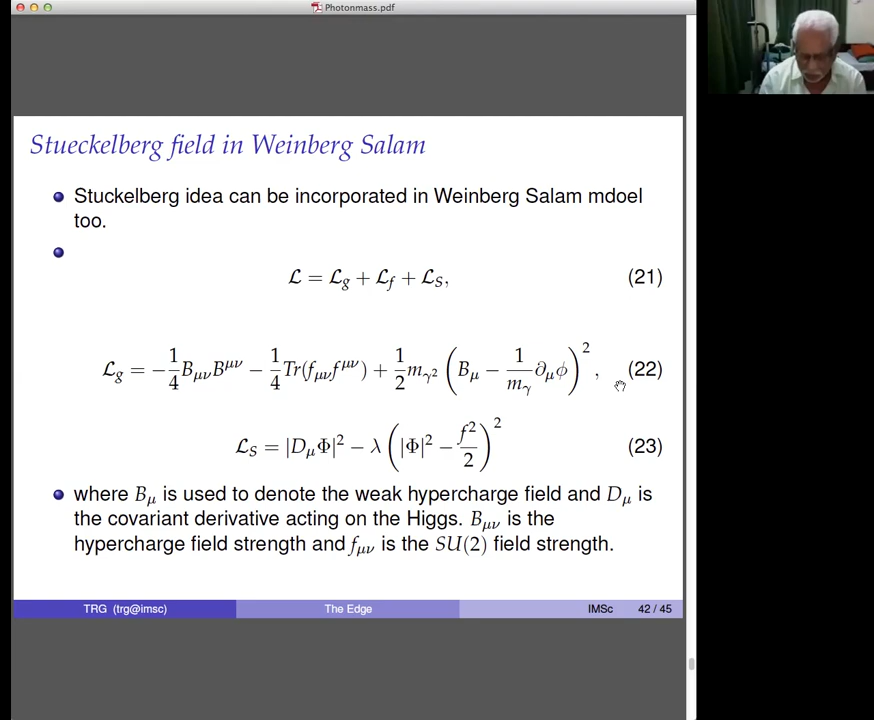 Photonmass.pdf
Stueckelberg field in Weinberg Salam
Stuckelberg idea can be incorporated in Weinberg Salam mdoel
too.
ℒ = ℒ_g + ℒ_f + ℒ_S, (21)
ℒ_g = −1/4 B_μν B^μν − 1/4 Tr(f_μν f^μν) + 1/2 m_γ² (B_μ − 1/m_γ ∂_μ ϕ)², (22)
ℒ_S = |D_μ Φ|² − λ (|Φ|² − f²/2)² (23)
where B_μ is used to denote the weak hypercharge field and D_μ is
the covariant derivative acting on the Higgs. B_μν is the
hypercharge field strength and f_μν is the SU(2) field strength.
TRG (trg@imsc) The Edge IMSc 42 / 45